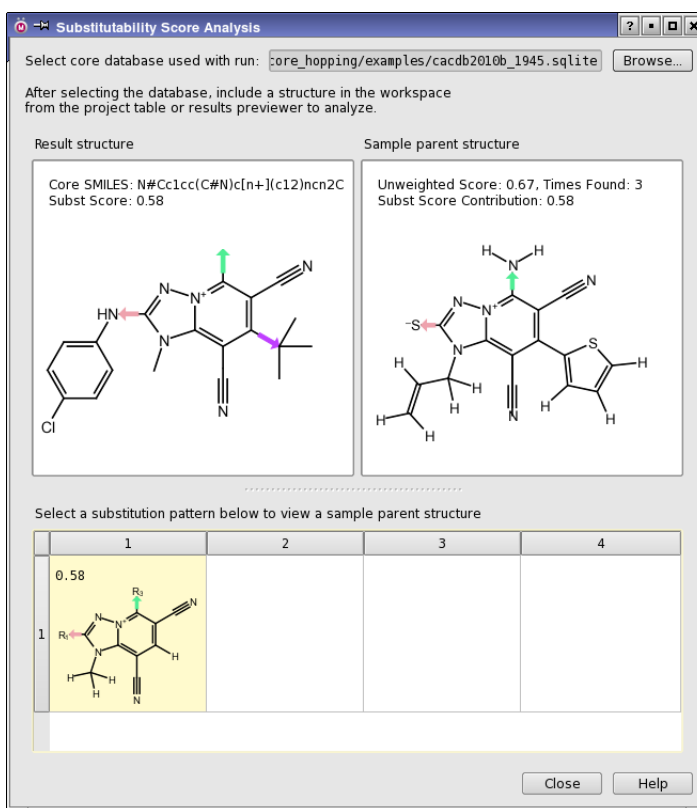 Substitutability Score Analysis
Select core database used with run: core_hopping/examples/cacdb2010b_1945.sqlite Browse...
After selecting the database, include a structure in the workspace
from the project table or results previewer to analyze.
Result structure
Sample parent structure
Core SMILES: N#Cc1cc(C#N)c[n+](c12)ncn2C
Subst Score: 0.58
N
N
N+
HN
N
N
Cl
Unweighted Score: 0.67, Times Found: 3
Subst Score Contribution: 0.58
H H
N
N
N
N+
-S
N
S
H
H
H
H
N
H
H
H
H
Select a substitution pattern below to view a sample parent structure
1 2 3 4
1
0.58
R3
N
N
N+
R1
N
H
H
H
H
N
Close Help